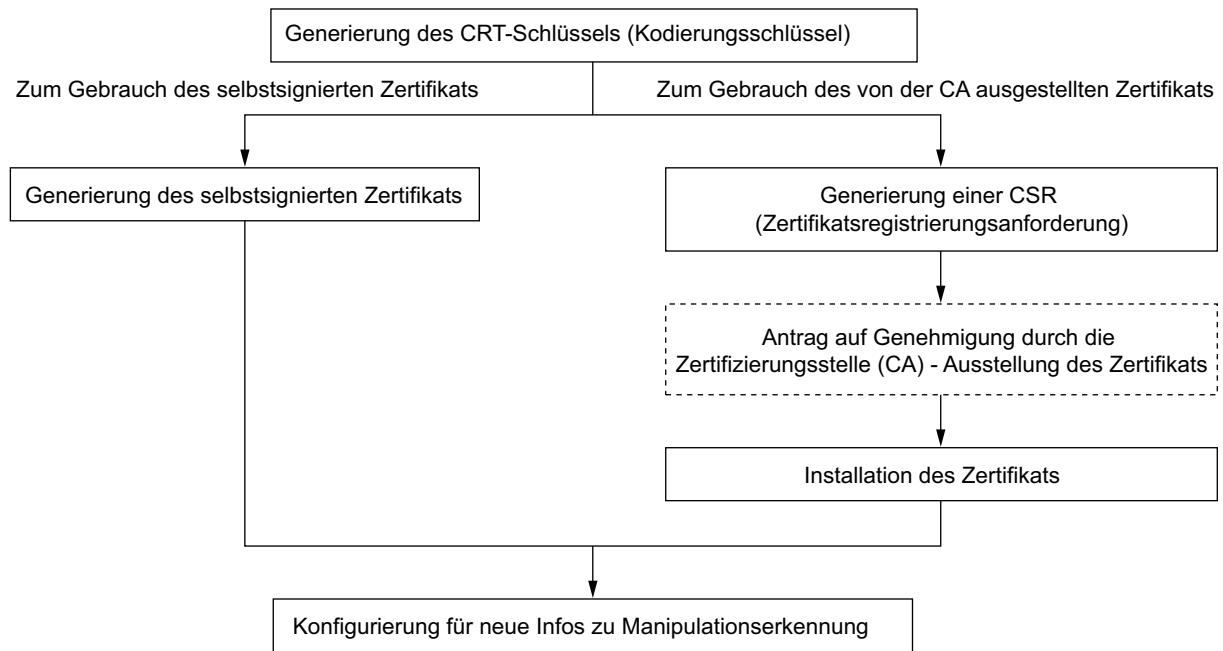 Generierung des CRT-Schlüssels (Kodierungsschlüssel)
Zum Gebrauch des selbstsignierten Zertifikats
Zum Gebrauch des von der CA ausgestellten Zertifikats
Generierung des selbstsignierten Zertifikats
Generierung einer CSR
(Zertifikatsregistrierungsanforderung)
Antrag auf Genehmigung durch die
Zertifizierungsstelle (CA) - Ausstellung des Zertifikats
Installation des Zertifikats
Konfigurierung für neue Infos zu Manipulationserkennung